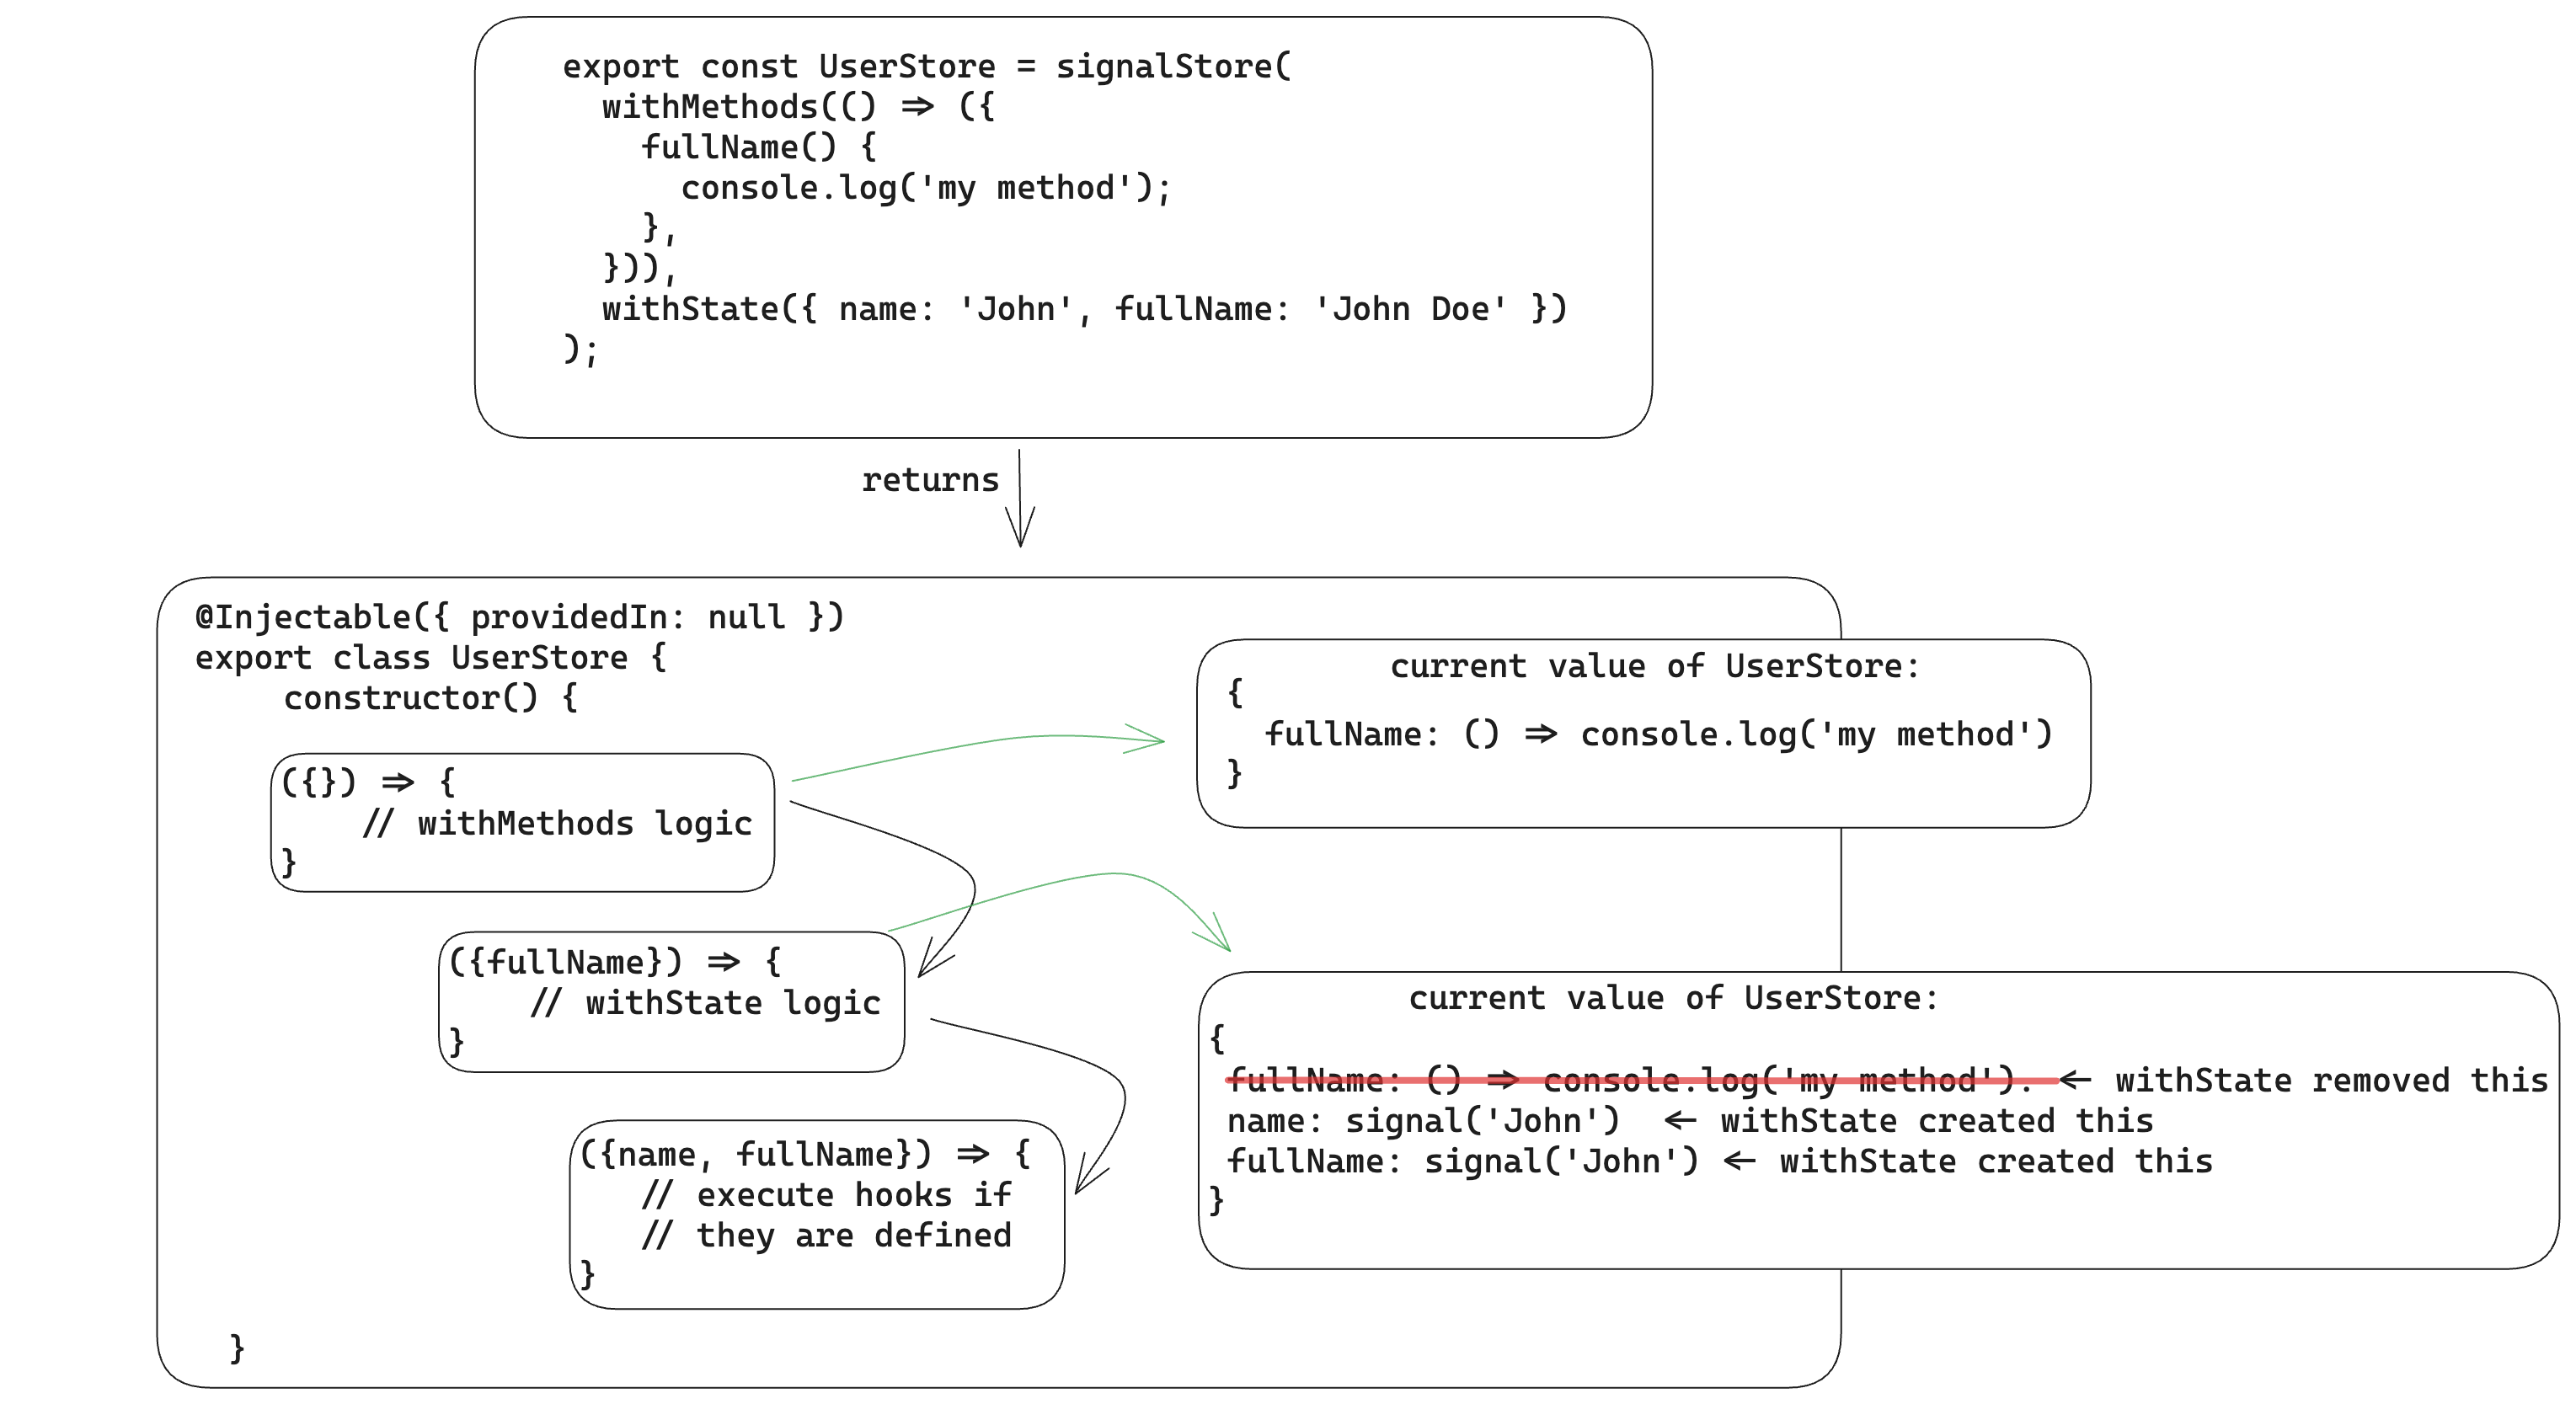 export const UserStore = signalStore(
withMethods(() => ({
fullName() {
console.log('my method');
},
})),
withState({ name: 'John', fullName: 'John Doe' })
);
returns
@Injectable({ providedIn: null })
export class UserStore {
constructor() {
({}) => {
// withMethods logic
}
({fullName}) => {
// withState logic
}
({name, fullName}) => {
// execute hooks if
// they are defined
}
}
current value of UserStore:
{
fullName: () => console.log('my method')
}
current value of UserStore:
{
fullName: () => console.log('my method'). <- withState removed this
name: signal('John') <- withState created this
fullName: signal('John') <- withState created this
}